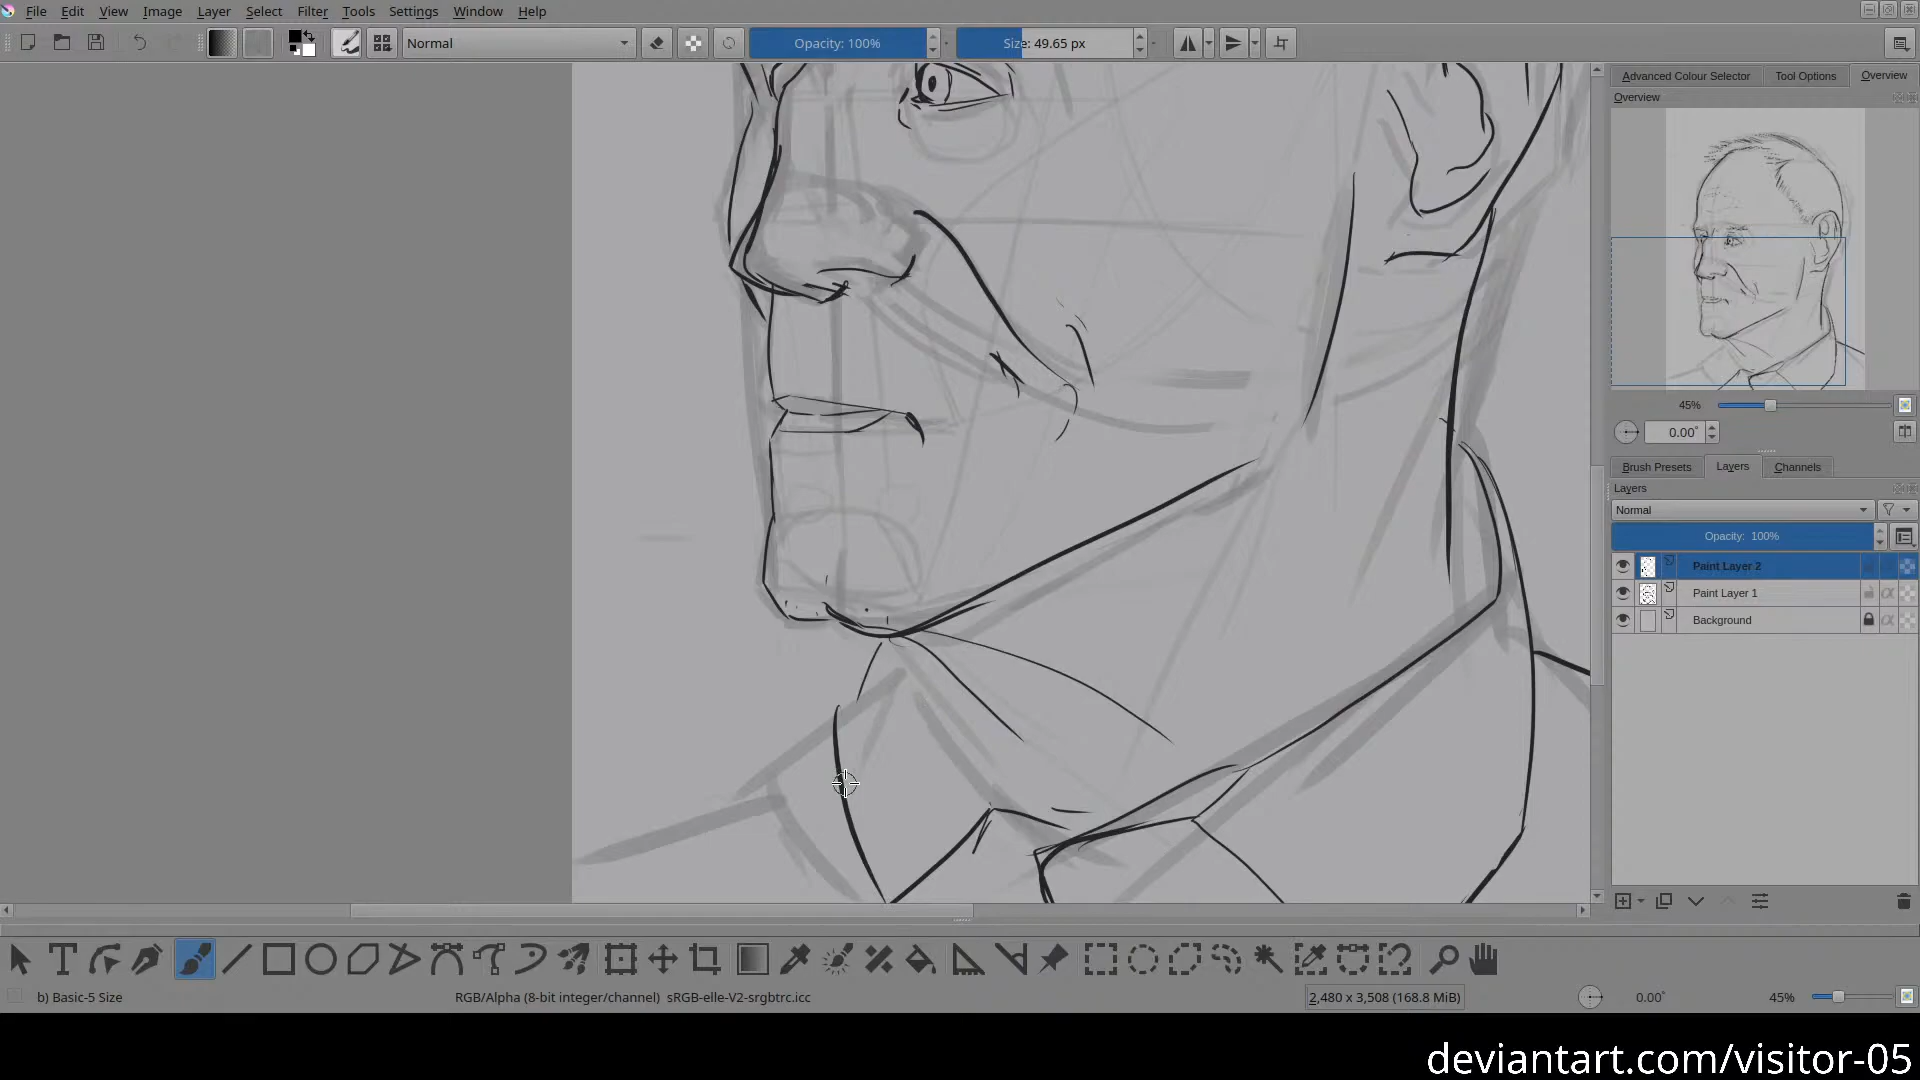 File Edit View Image Layer Select Filter Tools Settings Window Help
Normal Opacity: 100% Size: 49.65 px
Advanced Colour Selector Tool Options Overview
Overview
45%
0.00°
Brush Presets Layers Channels
Layers
Normal
Opacity: 100%
Paint Layer 2
Paint Layer 1
Background
b) Basic-5 Size RGB/Alpha (8-bit integer/channel) sRGB-elle-V2-srgbtrc.icc 2,480 x 3,508 (168.8 MiB) 0.00° 45%
deviantart.com/visitor-05